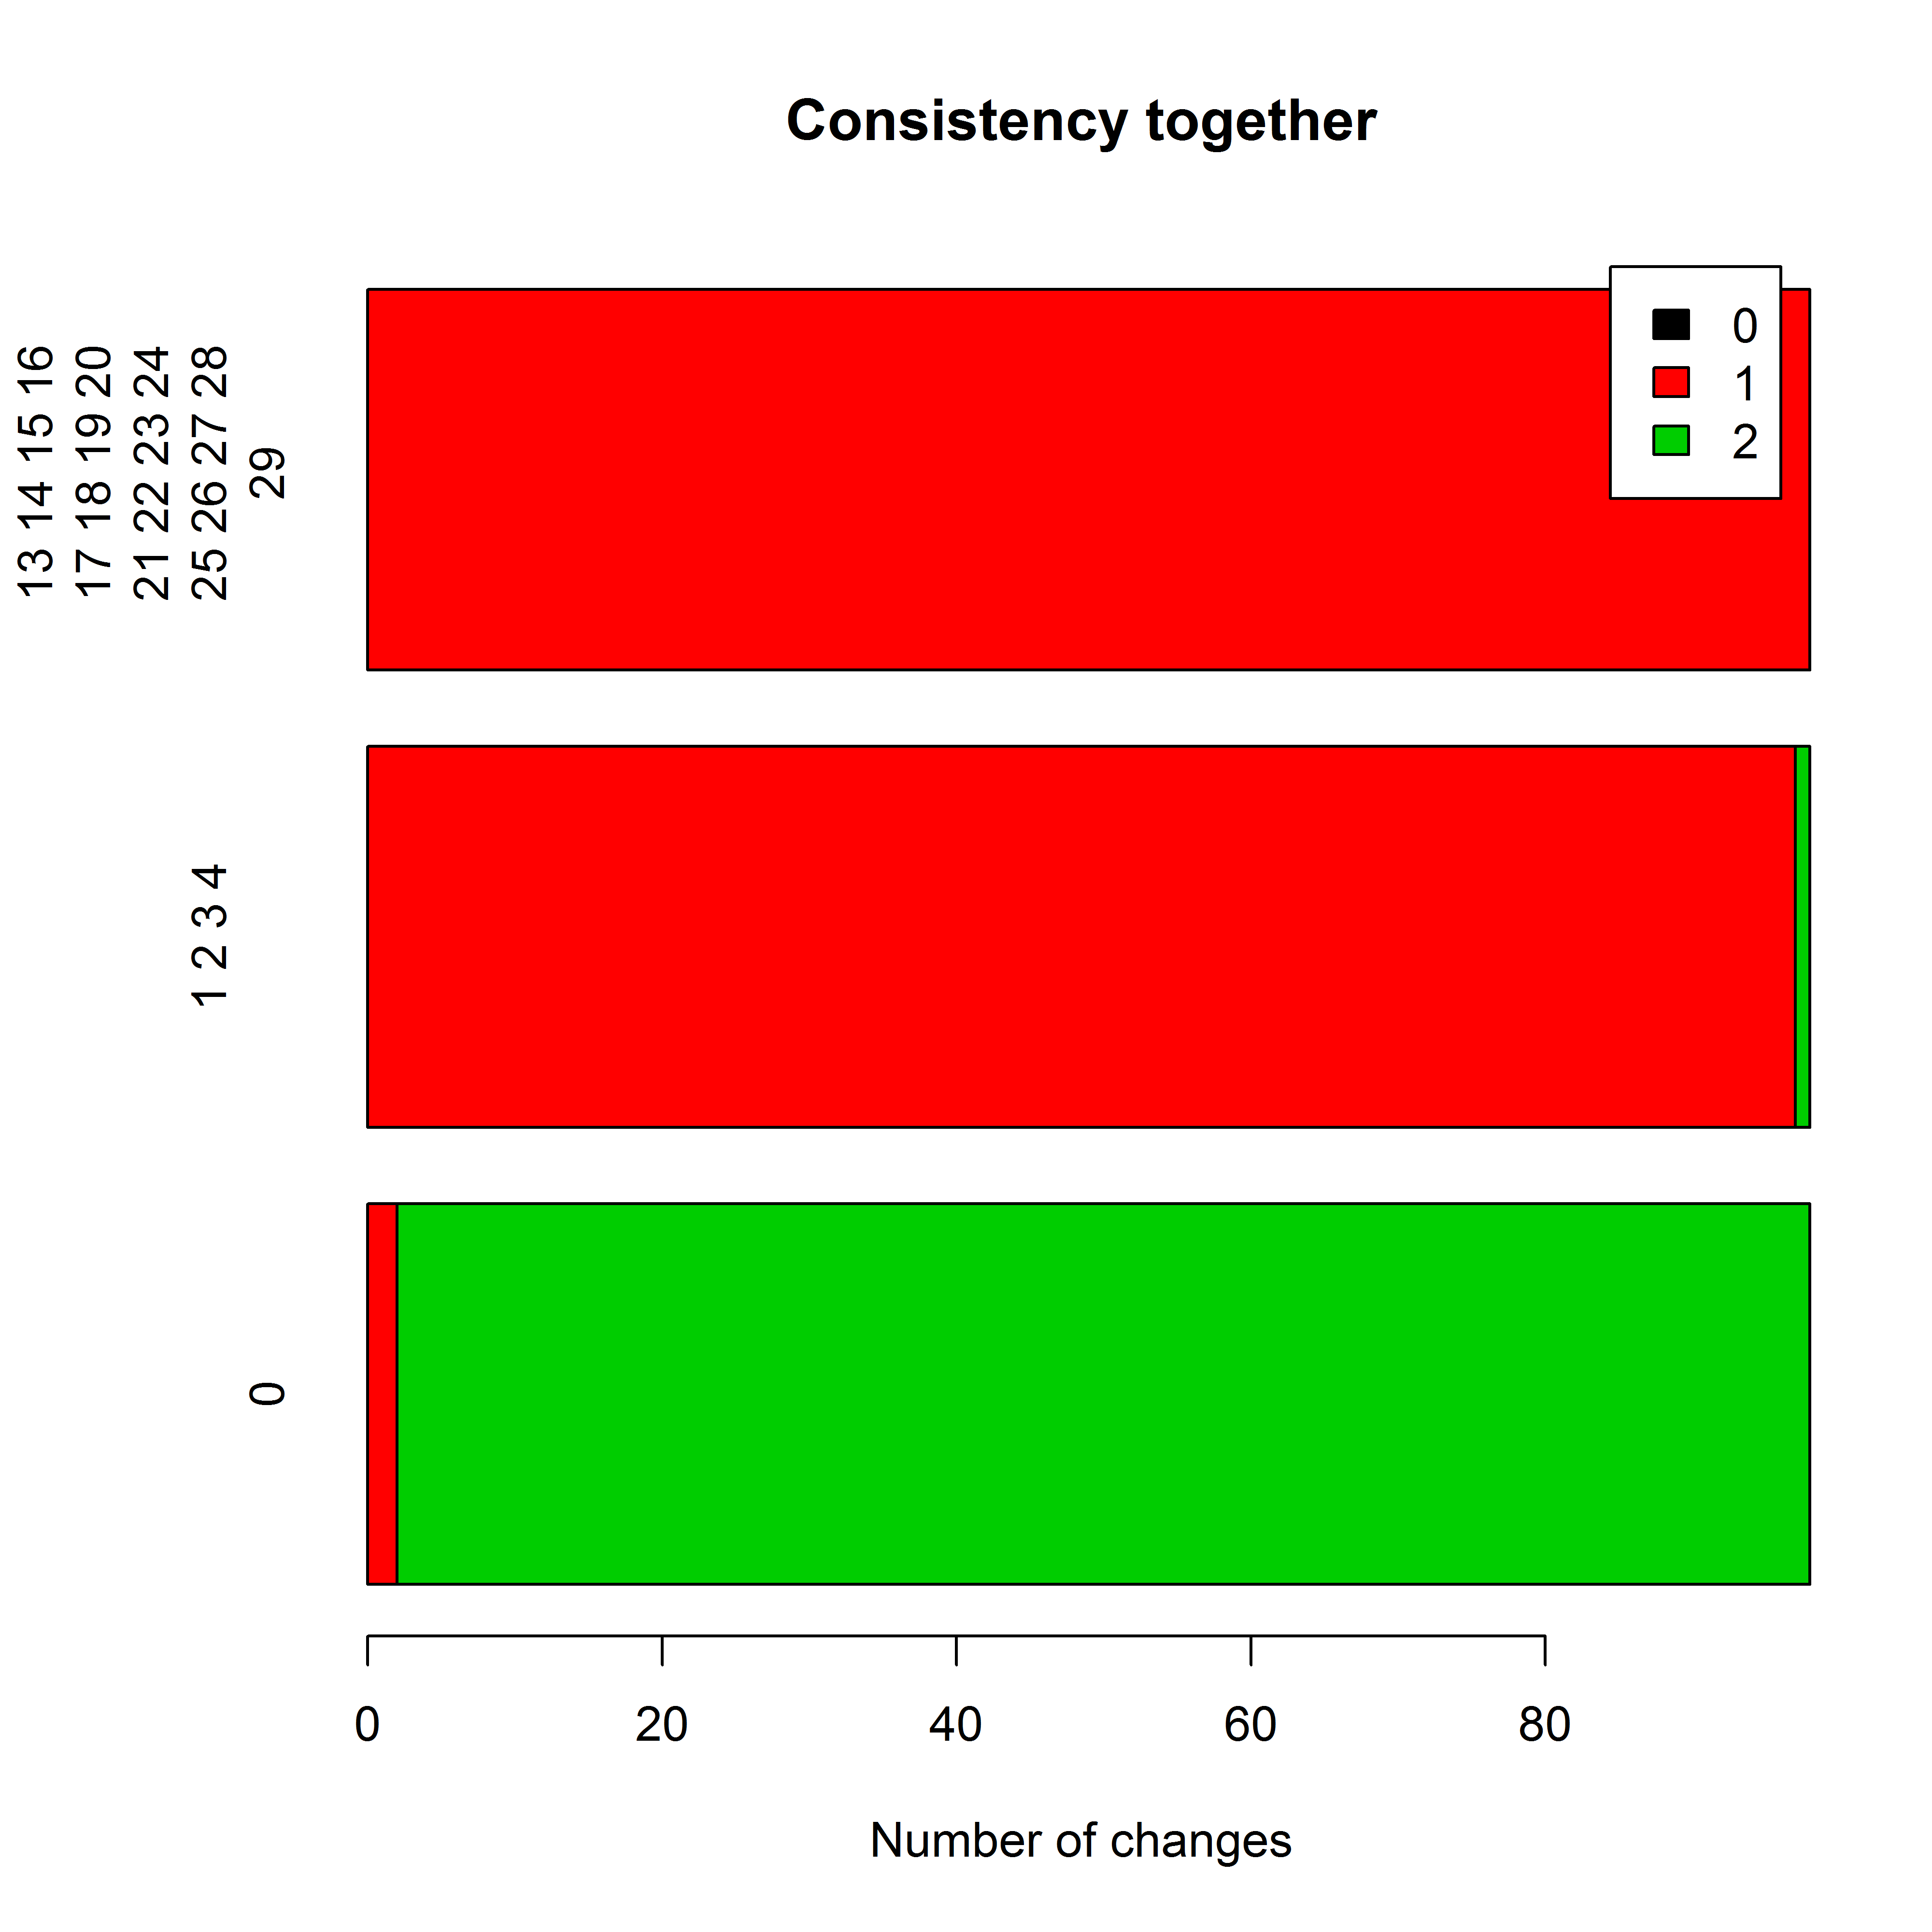 Consistency together
0
1
2
13 14 15 16
17 18 19 20
21 22 23 24
25 26 27 28
29
1 2 3 4
0
0 20 40 60 80
Number of changes